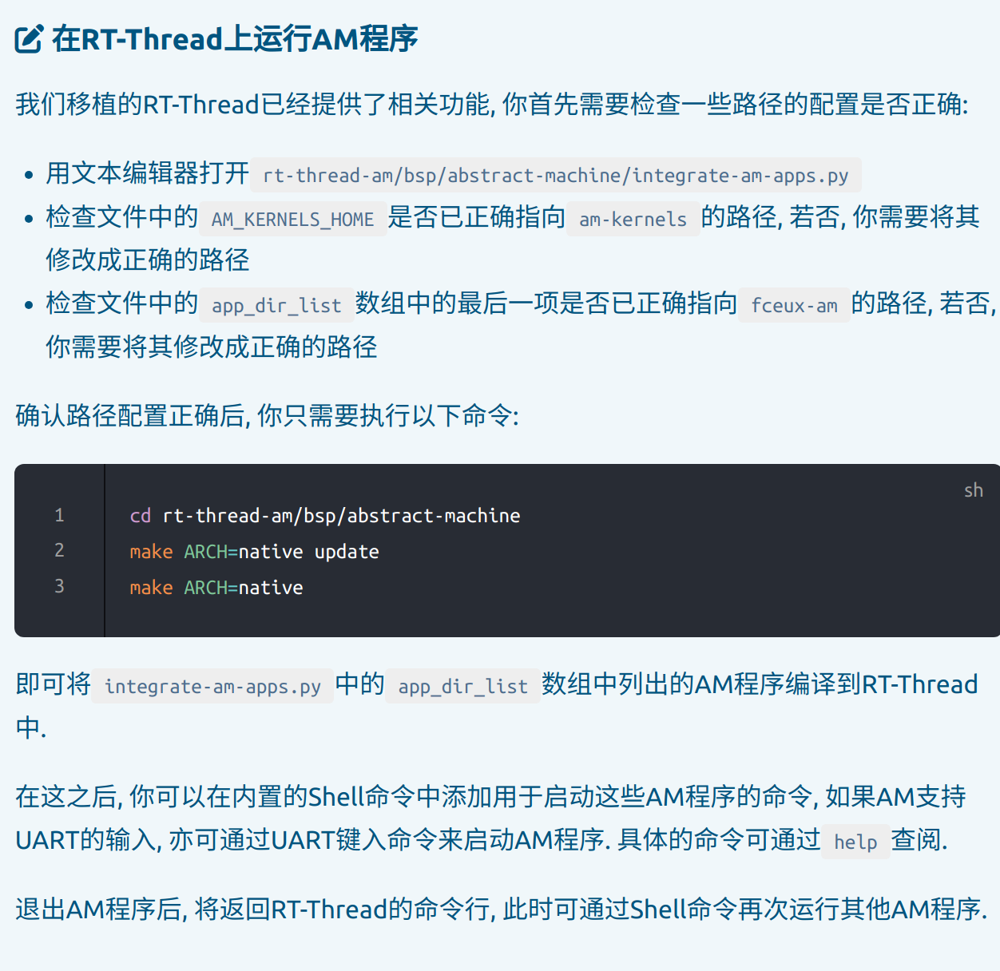 在RT-Thread上运行AM程序
我们移植的RT-Thread已经提供了相关功能, 你首先需要检查一些路径的配置是否正确:
用文本编辑器打开 rt-thread-am/bsp/abstract-machine/integrate-am-apps.py
检查文件中的 AM_KERNELS_HOME 是否已正确指向 am-kernels 的路径, 若否, 你需要将其
修改成正确的路径
检查文件中的 app_dir_list 数组中的最后一项是否已正确指向 fceux-am 的路径, 若否,
你需要将其修改成正确的路径
确认路径配置正确后, 你只需要执行以下命令:
sh
1 cd rt-thread-am/bsp/abstract-machine
2 make ARCH=native update
3 make ARCH=native
即可将 integrate-am-apps.py 中的 app_dir_list 数组中列出的AM程序编译到RT-Thread
中.
在这之后, 你可以在内置的Shell命令中添加用于启动这些AM程序的命令, 如果AM支持
UART的输入, 亦可通过UART键入命令来启动AM程序. 具体的命令可通过 help 查阅.
退出AM程序后, 将返回RT-Thread的命令行, 此时可通过Shell命令再次运行其他AM程序.